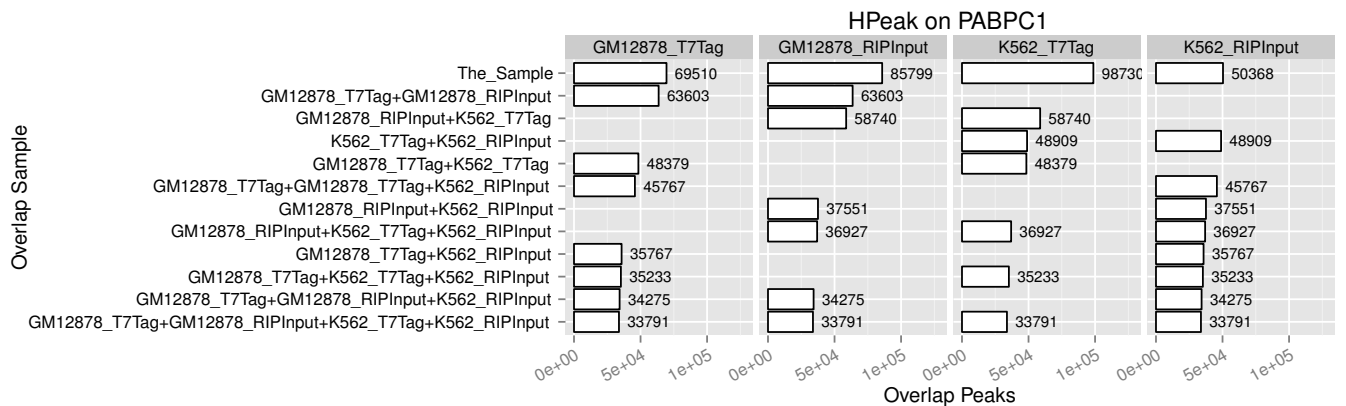 HPeak on PABPC1
GM12878_T7Tag GM12878_RIPInput K562_T7Tag K562_RIPInput
The_Sample 69510 85799 98730 50368
GM12878_T7Tag+GM12878_RIPInput 63603 63603
GM12878_RIPInput+K562_T7Tag 58740 58740
K562_T7Tag+K562_RIPInput 48909 48909
GM12878_T7Tag+K562_T7Tag 48379 48379
GM12878_T7Tag+GM12878_T7Tag+K562_RIPInput 45767 45767
GM12878_RIPInput+K562_RIPInput 37551 37551
GM12878_RIPInput+K562_T7Tag+K562_RIPInput 36927 36927 36927
GM12878_T7Tag+K562_RIPInput 35767 35767
GM12878_T7Tag+K562_T7Tag+K562_RIPInput 35233 35233 35233
GM12878_T7Tag+GM12878_RIPInput+K562_RIPInput 34275 34275 34275
GM12878_T7Tag+GM12878_RIPInput+K562_T7Tag+K562_RIPInput 33791 33791 33791 33791
0e+00 5e+04 1e+05 0e+00 5e+04 1e+05 0e+00 5e+04 1e+05 0e+00 5e+04 1e+05
Overlap Peaks
Overlap Sample